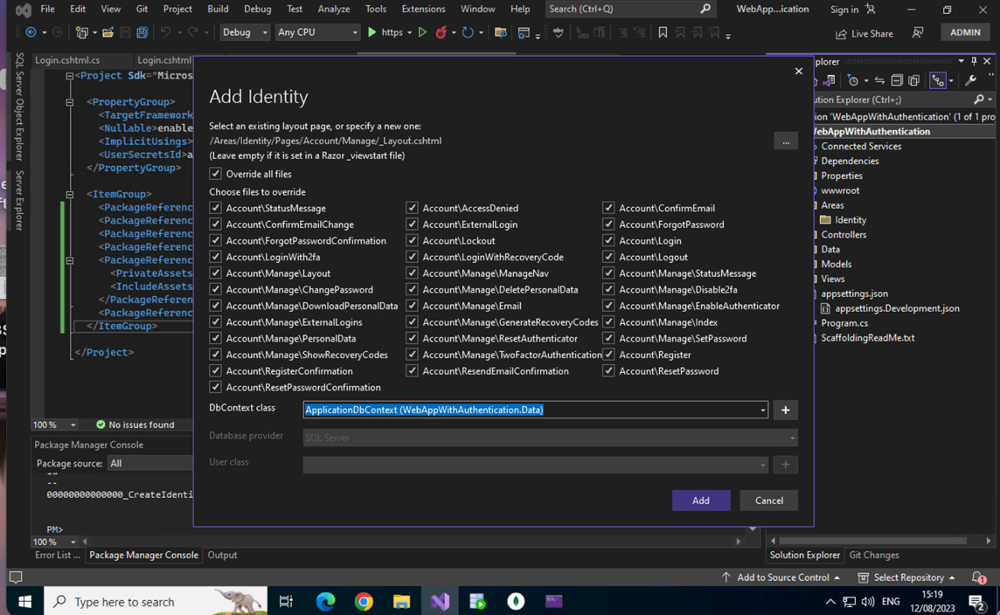 File Edit View Git Project Build Debug Test Analyze Tools Extensions Window Help Search (Ctrl+Q) WebApp...ication Sign in
Debug Any CPU https Live Share ADMIN
SQL Server Object Explorer
Server Explorer
Login.cshtml.cs Login.cshtml
<Project Sdk="Micros
<PropertyGroup>
<TargetFramework
<Nullable>enable
<ImplicitUsings>
<UserSecretsId>a
</PropertyGroup>
<ItemGroup>
<PackageReferenc
<PackageReferenc
<PackageReferenc
<PackageReferenc
<PackageReferenc
<PrivateAssets
<IncludeAssets
</PackageReferen
<PackageReferenc
</ItemGroup>
</Project>
100 % No issues found
Package Manager Console
Package source: All
--
00000000000000_CreateIdenti
PM>
100 %
Error List ... Package Manager Console Output
Add Identity
Select an existing layout page, or specify a new one:
/Areas/Identity/Pages/Account/Manage/_Layout.cshtml
...
(Leave empty if it is set in a Razor _viewstart file)
Override all files
Choose files to override
Account\StatusMessage Account\AccessDenied Account\ConfirmEmail
Account\ConfirmEmailChange Account\ExternalLogin Account\ForgotPassword
Account\ForgotPasswordConfirmation Account\Lockout Account\Login
Account\LoginWith2fa Account\LoginWithRecoveryCode Account\Logout
Account\Manage\Layout Account\Manage\ManageNav Account\Manage\StatusMessage
Account\Manage\ChangePassword Account\Manage\DeletePersonalData Account\Manage\Disable2fa
Account\Manage\DownloadPersonalData Account\Manage\Email Account\Manage\EnableAuthenticator
Account\Manage\ExternalLogins Account\Manage\GenerateRecoveryCodes Account\Manage\Index
Account\Manage\PersonalData Account\Manage\ResetAuthenticator Account\Manage\SetPassword
Account\Manage\ShowRecoveryCodes Account\Manage\TwoFactorAuthentication Account\Register
Account\RegisterConfirmation Account\ResendEmailConfirmation Account\ResetPassword
Account\ResetPasswordConfirmation
DbContext class ApplicationDbContext (WebAppWithAuthentication.Data) +
Database provider SQL Server
User class +
Add Cancel
plorer
ution Explorer (Ctrl+;)
ion 'WebAppWithAuthentication' (1 of 1 proj
WebAppWithAuthentication
Connected Services
Dependencies
Properties
wwwroot
Areas
Identity
Controllers
Data
Models
Views
appsettings.json
appsettings.Development.json
Program.cs
ScaffoldingReadMe.txt
Solution Explorer Git Changes
Add to Source Control Select Repository 1
Type here to search
ENG 15:19
12/08/2023 2